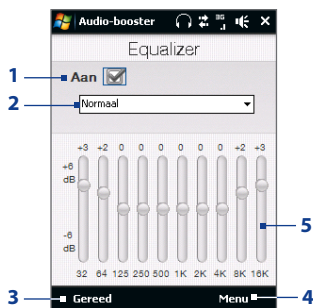 Audio-booster 3G
Equalizer
1 Aan
2 Normaal
+3 +2 0 0 0 0 0 0 +2 +3
+6
dB
5
-6
dB
32 64 125 250 500 1K 2K 4K 8K 16K
3 Gereed Menu 4